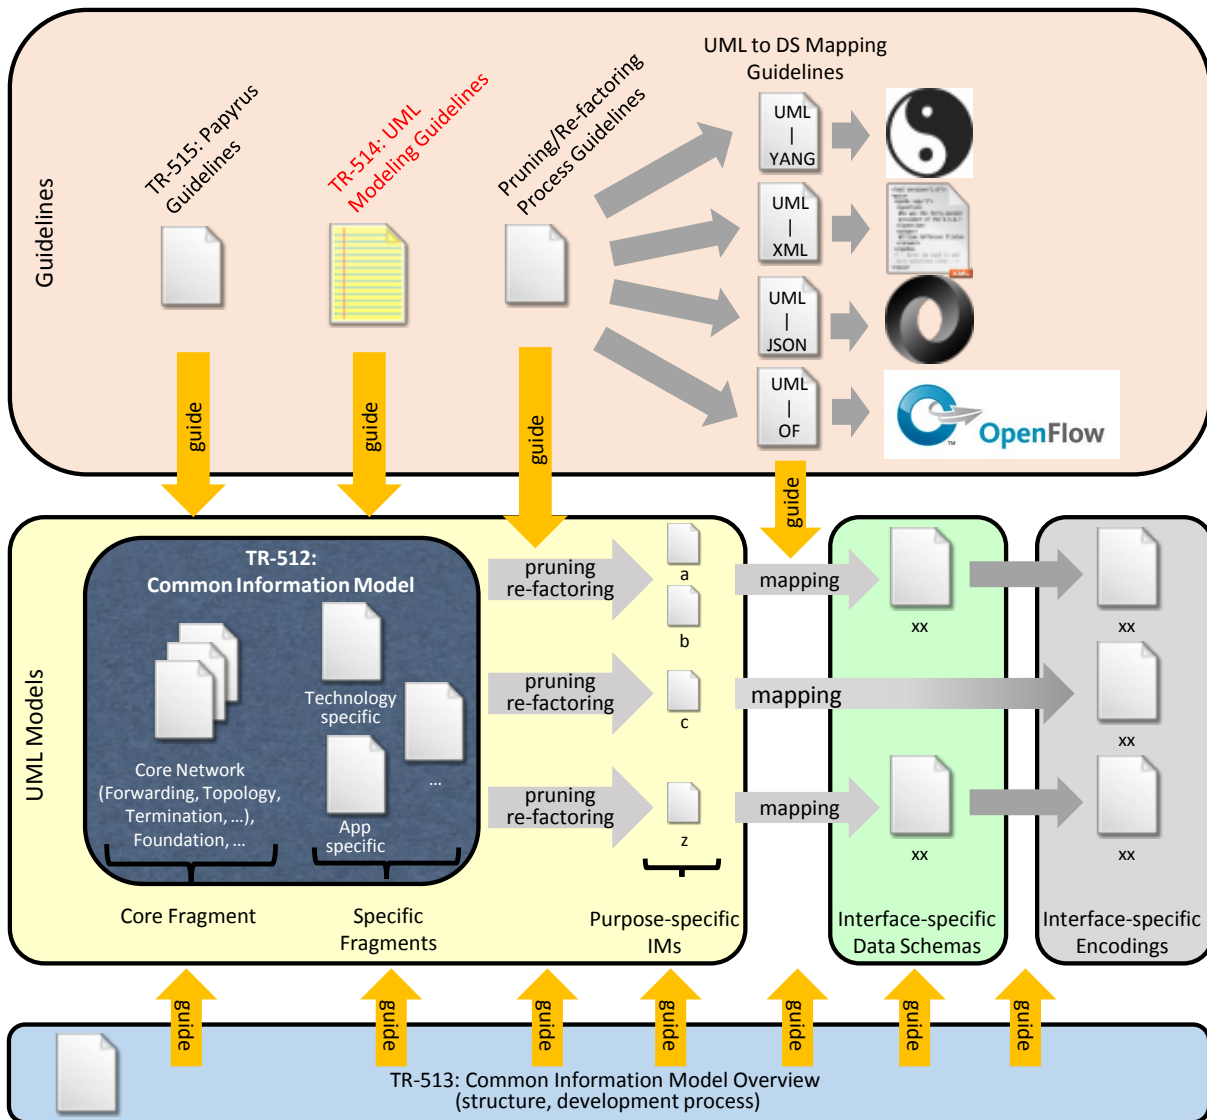 Guidelines
TR-515: Papyrus
Guidelines
TR-514: UML
Modeling Guidelines
Pruning/Re-factoring
Process Guidelines
UML to DS Mapping
Guidelines
UML
|
YANG
UML
|
XML
XML
UML
|
JSON
UML
|
OF
OpenFlow
TM
guide
guide
guide
guide
UML Models
TR-512:
Common Information Model
Technology
specific
App
specific
...
Core Network
(Forwarding, Topology,
Termination, ...),
Foundation, ...
Core Fragment
Specific
Fragments
pruning
re-factoring
pruning
re-factoring
pruning
re-factoring
a
b
c
z
Purpose-specific
IMs
mapping
mapping
mapping
xx
xx
Interface-specific
Data Schemas
xx
xx
xx
Interface-specific
Encodings
guide
guide
guide
guide
guide
guide
guide
TR-513: Common Information Model Overview
(structure, development process)